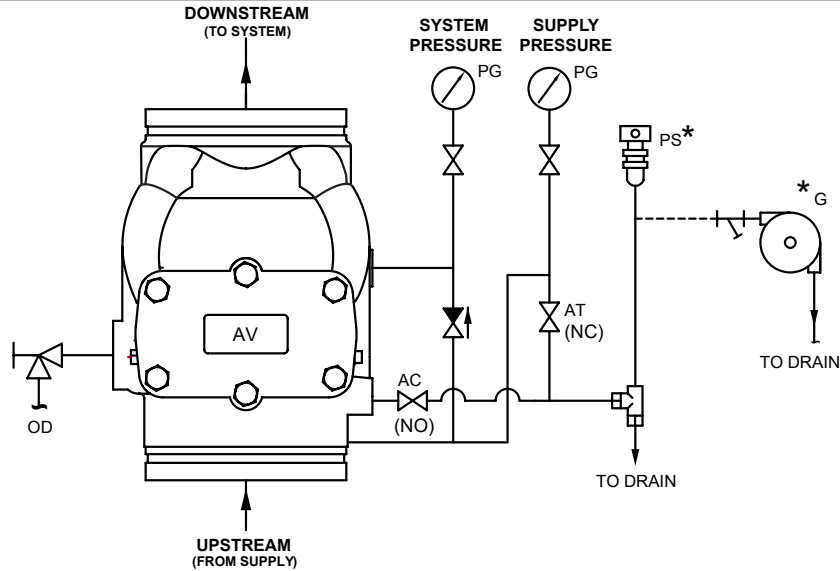 DOWNSTREAM
(TO SYSTEM)
SYSTEM
PRESSURE
SUPPLY
PRESSURE
PG
PG
PS*
*G
AV
AT
(NC)
TO DRAIN
AC
(NO)
OD
TO DRAIN
UPSTREAM
(FROM SUPPLY)